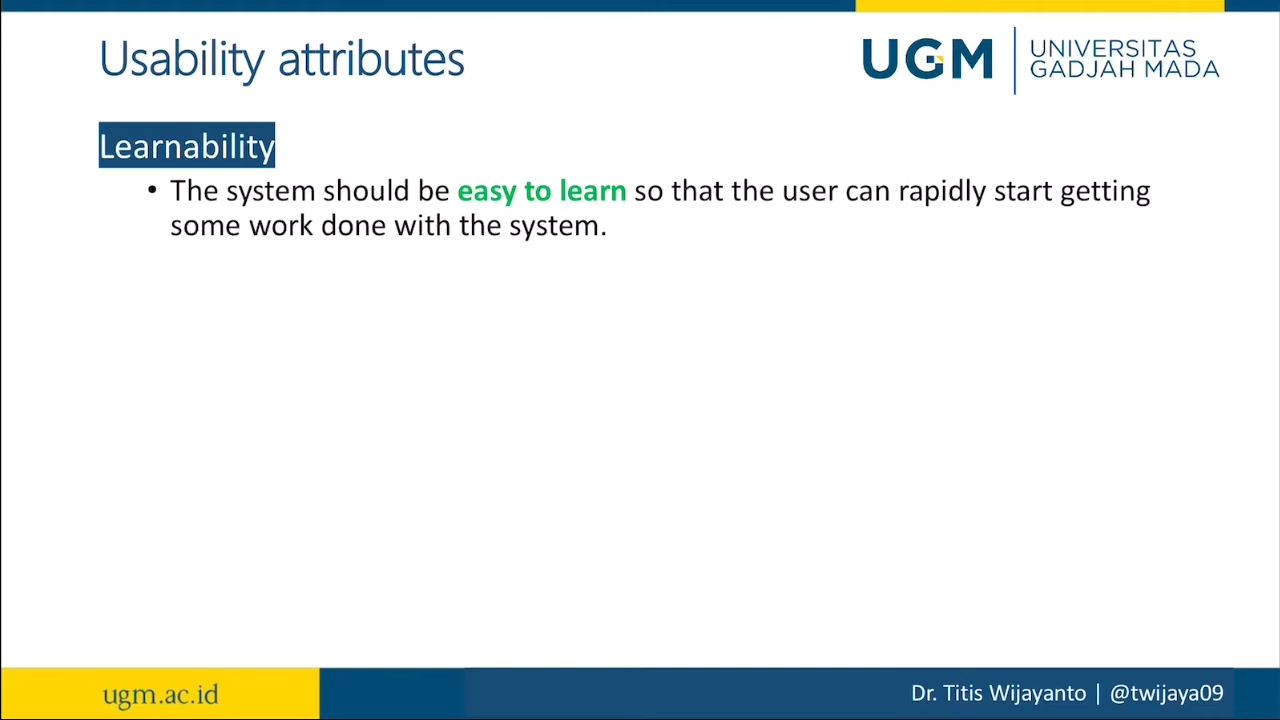 Usability attributes
UGM
UNIVERSITAS
GADJAH MADA
Learnability
• The system should be easy to learn so that the user can rapidly start getting
some work done with the system.
ugm.ac.id
Dr. Titis Wijayanto | @twijaya09